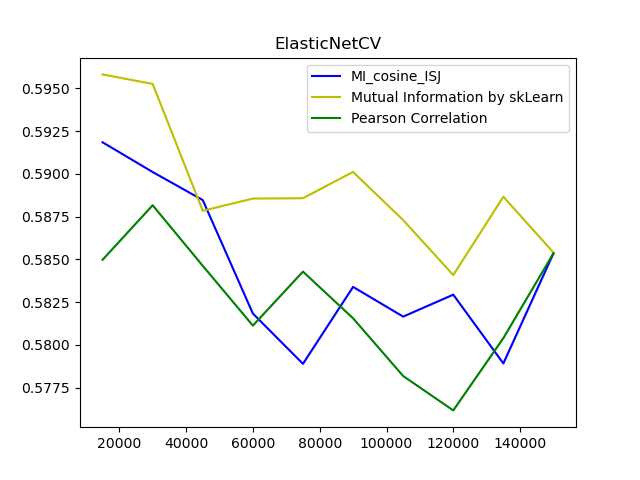 ElasticNetCV
MI_cosine_ISJ
Mutual Information by skLearn
Pearson Correlation
0.5950
0.5925
0.5900
0.5875
0.5850
0.5825
0.5800
0.5775
20000 40000 60000 80000 100000 120000 140000